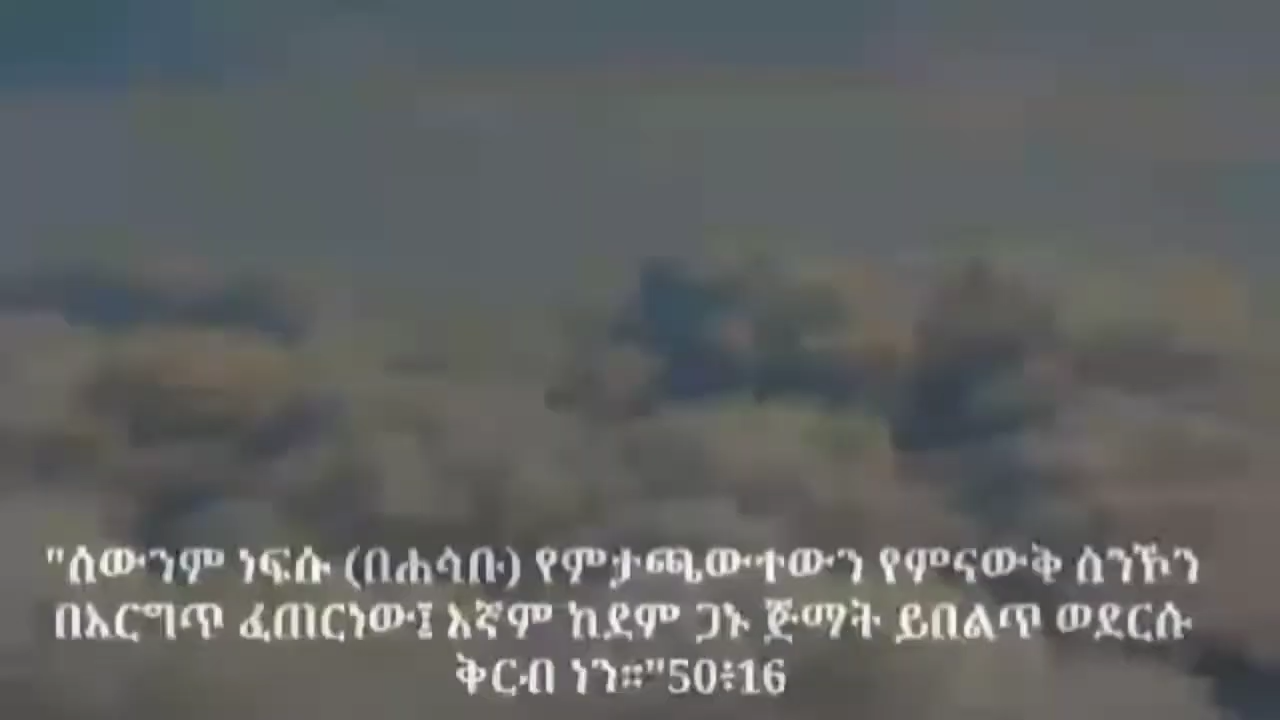 "ሰውንም ነፍሱ (በሐሳቡ) የምታጫውተውን የምናውቅ ስንኾን
በእርግጥ ፈጠርነው፤ እኛም ከደም ጋኑ ጅማት ይበልጥ ወደርሱ
ቅርብ ነን።"50፥16